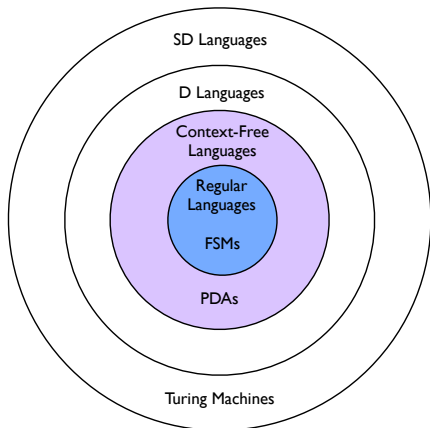 SD Languages
D Languages
Context-Free
Languages
Regular
Languages
FSMs
PDAs
Turing Machines